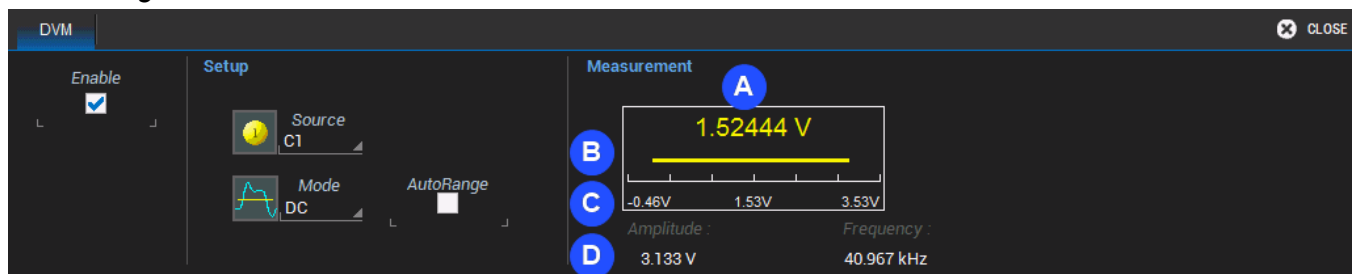 DVM
CLOSE
Enable
Setup
Source
C1
Mode
DC
AutoRange
Measurement
A
1.52444 V
B
C
-0.46V 1.53V 3.53V
Amplitude : Frequency :
D
3.133 V 40.967 kHz